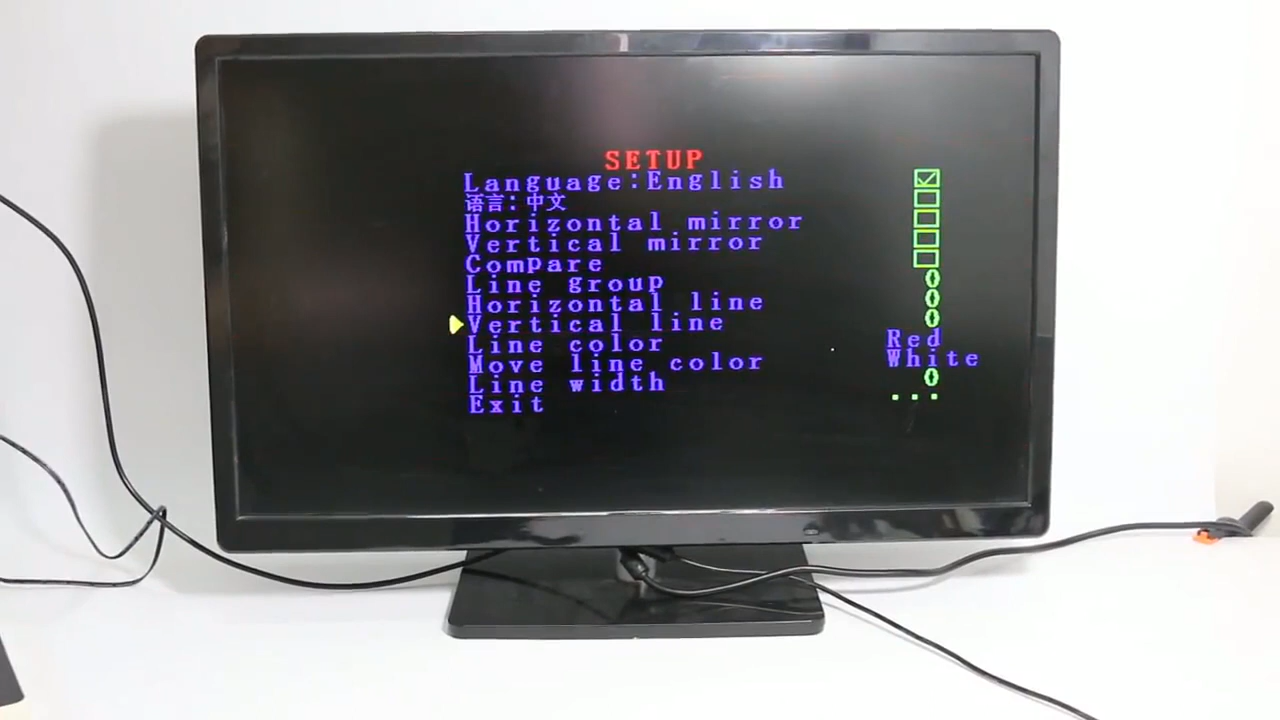 SETUP
Language:English
语言: 中文
Horizontal mirror
Vertical mirror
Compare
Line group 0
Horizontal line 0
Vertical line 0
Line color Red
Move line color White
Line width 0
Exit ...